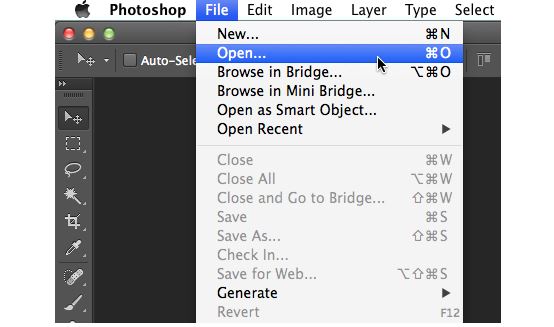 Photoshop File Edit Image Layer Type Select
New... ⌘N
Open... ⌘O
Auto-Sele
Browse in Bridge... ⌥⌘O
Browse in Mini Bridge...
Open as Smart Object...
Open Recent ▶
Close ⌘W
Close All ⌥⌘W
Close and Go to Bridge... ⇧⌘W
Save ⌘S
Save As... ⇧⌘S
Check In...
Save for Web... ⌥⇧⌘S
Generate ▶
Revert F12